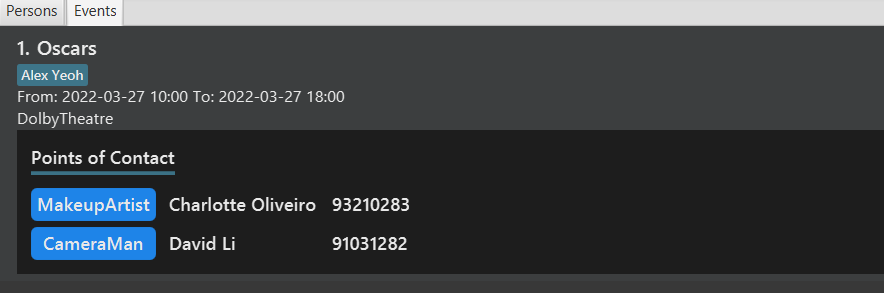 Persons Events
1. Oscars
Alex Yeoh
From: 2022-03-27 10:00 To: 2022-03-27 18:00
DolbyTheatre
Points of Contact
MakeupArtist Charlotte Oliveiro 93210283
CameraMan David Li 91031282